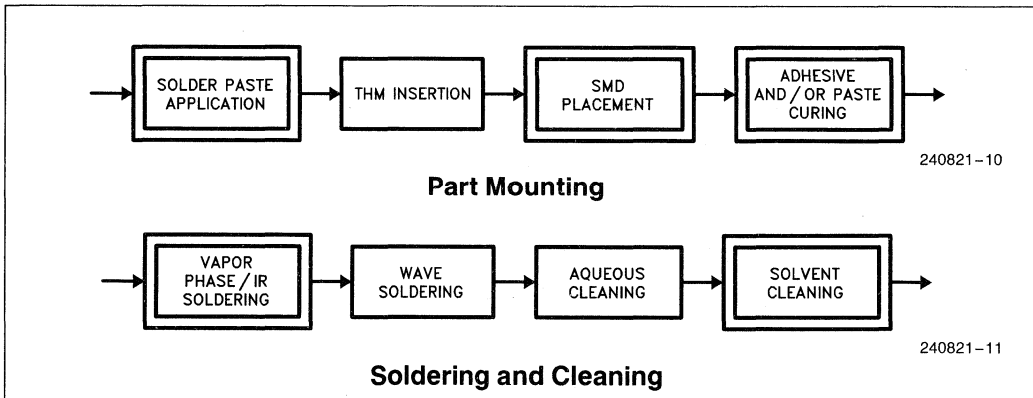 SOLDER PASTE
APPLICATION
THM INSERTION
SMD
PLACEMENT
ADHESIVE
AND/OR PASTE
CURING
240821-10
Part Mounting
VAPOR
PHASE/IR
SOLDERING
WAVE
SOLDERING
AQUEOUS
CLEANING
SOLVENT
CLEANING
240821-11
Soldering and Cleaning